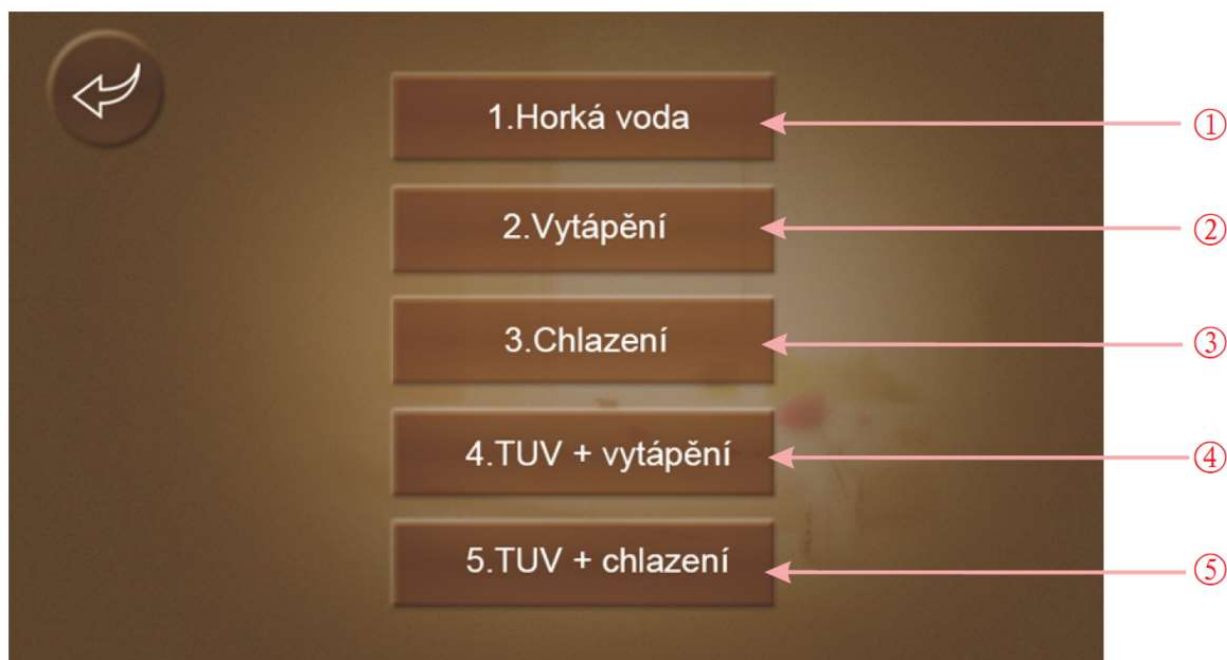 1.Horká voda ①
2.Vytápění ②
3.Chlazení ③
4.TUV + vytápění ④
5.TUV + chlazení ⑤